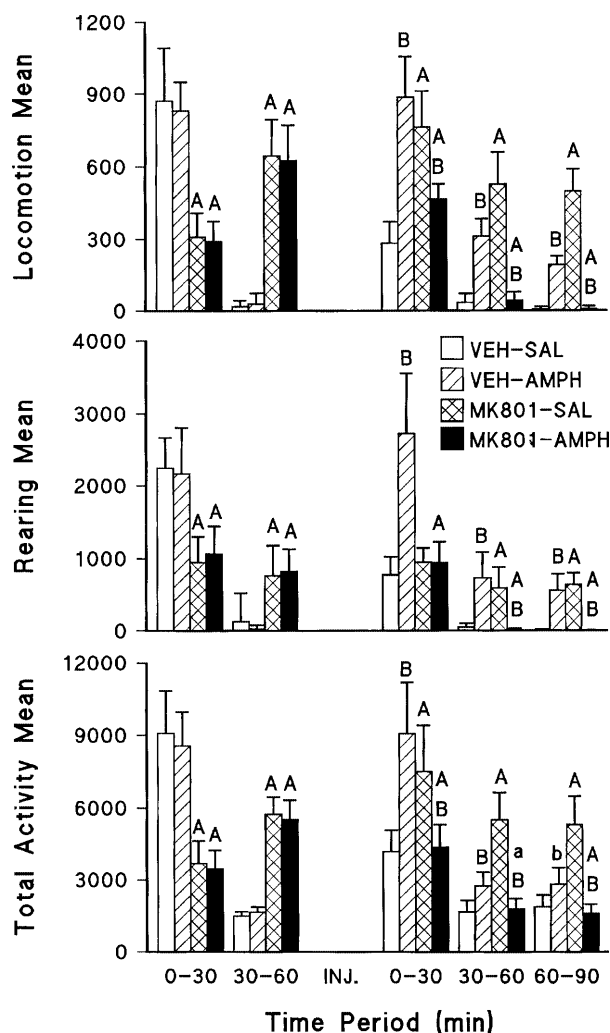 Locomotion Mean
1200
900
600
300
0
A A
A A
B
A
A
B
B
A
A
B
B
A
A
B
Rearing Mean
4000
3000
2000
1000
0
VEH-SAL
VEH-AMPH
MK801-SAL
MK801-AMPH
A A
A A
B
A
B
A
A
B
B A
A
B
Total Activity Mean
12000
9000
6000
3000
0
A A
A A
B
A
A
B
B
A
a
B
b
A
A
B
0-30 30-60 INJ. 0-30 30-60 60-90
Time Period (min)